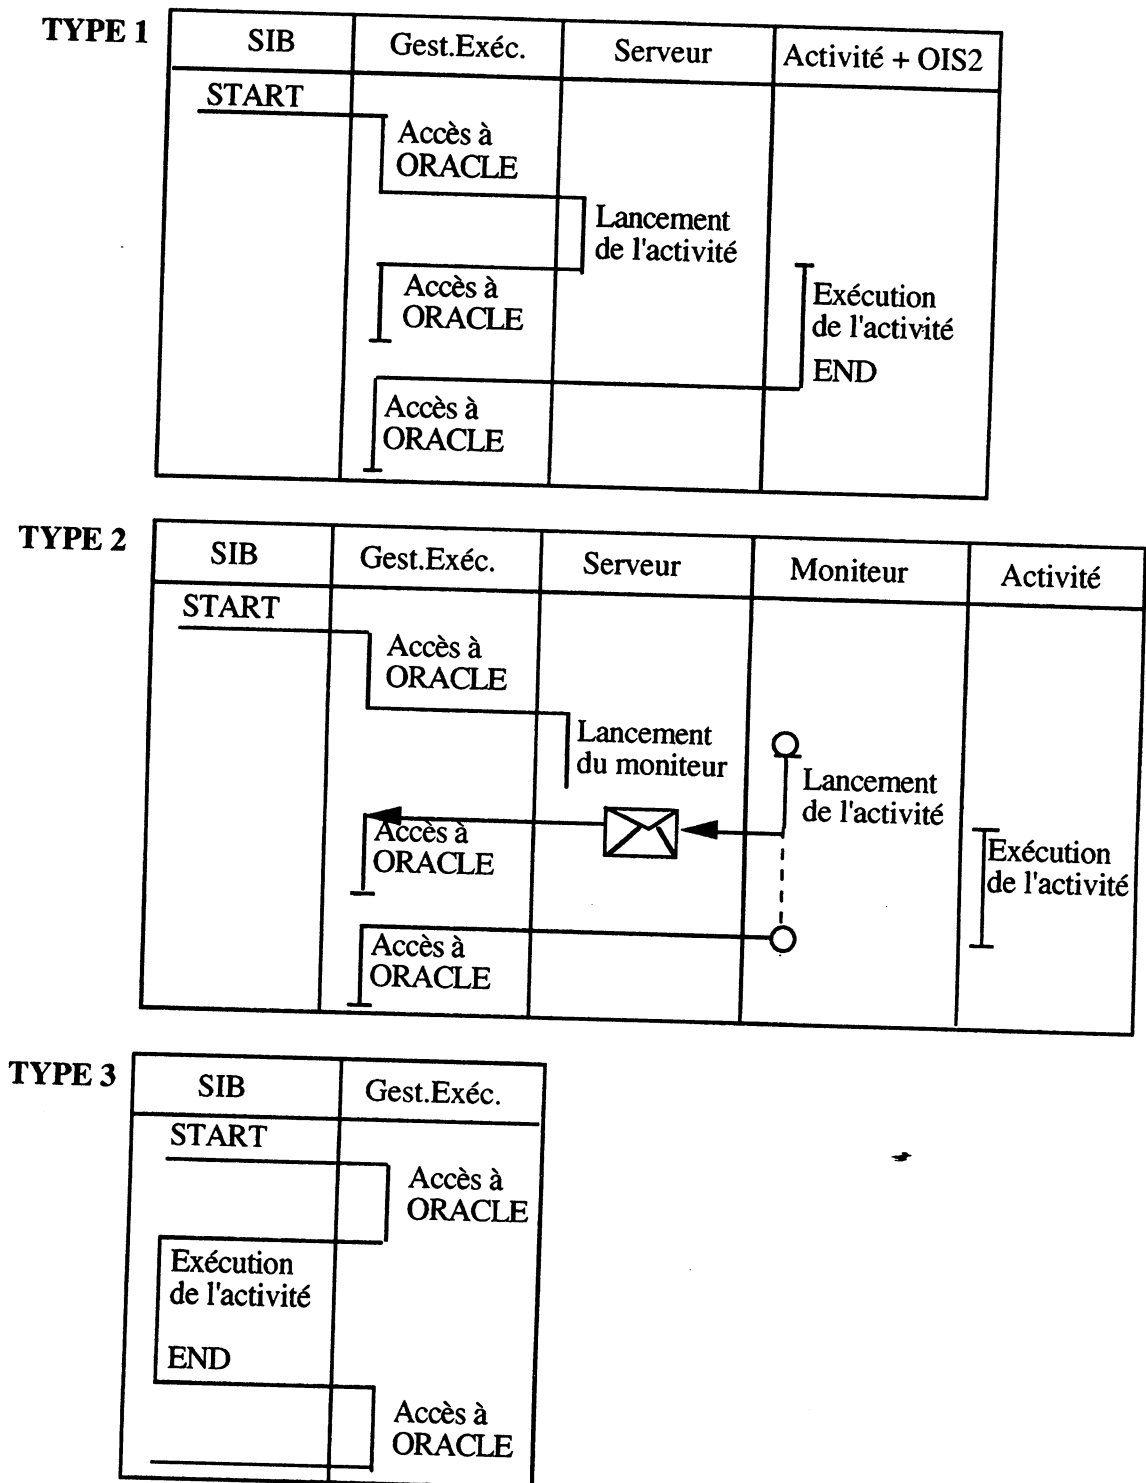 TYPE 1
SIB Gest.Exéc. Serveur Activité + OIS2
START
Accès à
ORACLE
Lancement
de l'activité
Accès à
ORACLE
Exécution
de l'activité
END
Accès à
ORACLE
TYPE 2
SIB Gest.Exéc. Serveur Moniteur Activité
START
Accès à
ORACLE
Lancement
du moniteur
Lancement
de l'activité
Accès à
ORACLE
Exécution
de l'activité
Accès à
ORACLE
TYPE 3
SIB Gest.Exéc.
START
Accès à
ORACLE
Exécution
de l'activité
END
Accès à
ORACLE